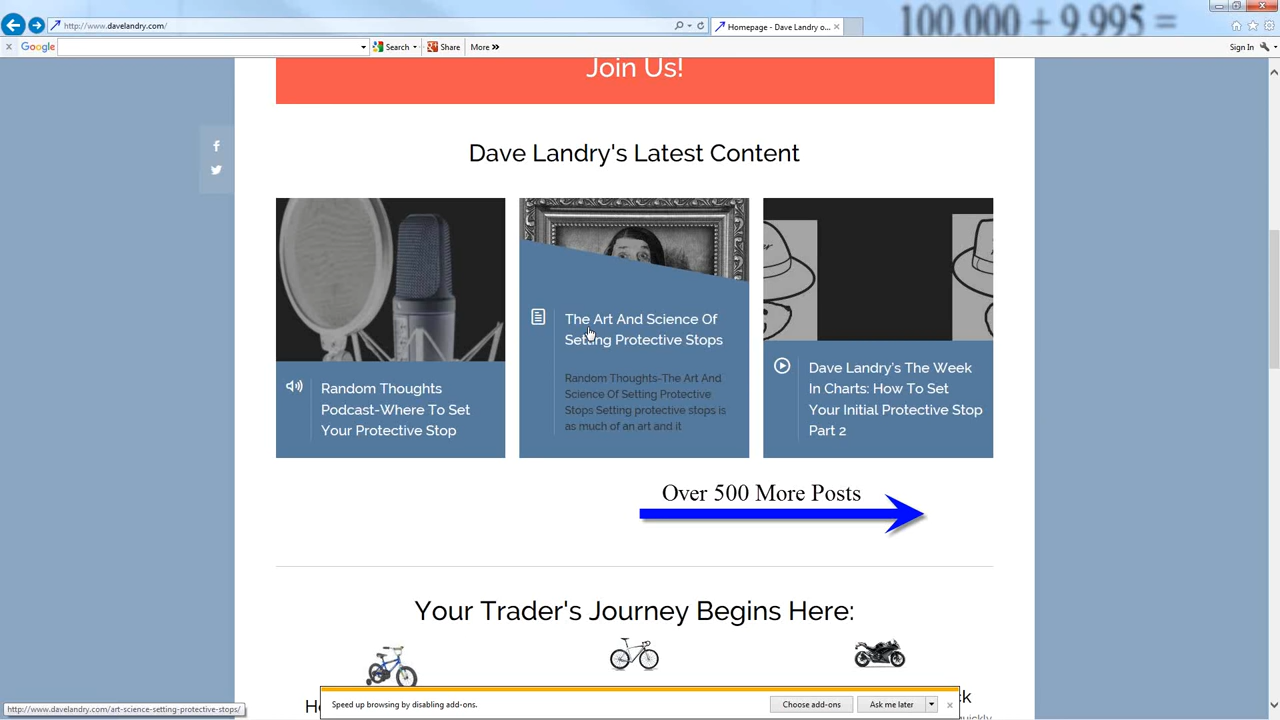 http://www.davelandry.com/
Homepage - Dave Landry o...
100,000 + 9,995 =
x Google
Search
Share
More »
Sign In
Join Us!
Dave Landry's Latest Content
Random Thoughts
Podcast-Where To Set
Your Protective Stop
The Art And Science Of
Setting Protective Stops
Random Thoughts-The Art And
Science Of Setting Protective
Stops Setting protective stops is
as much of an art and it
Dave Landry's The Week
In Charts: How To Set
Your Initial Protective Stop
Part 2
Over 500 More Posts
Your Trader's Journey Begins Here:
Speed up browsing by disabling add-ons.
Choose add-ons
Ask me later
http://www.davelandry.com/art-science-setting-protective-stops/